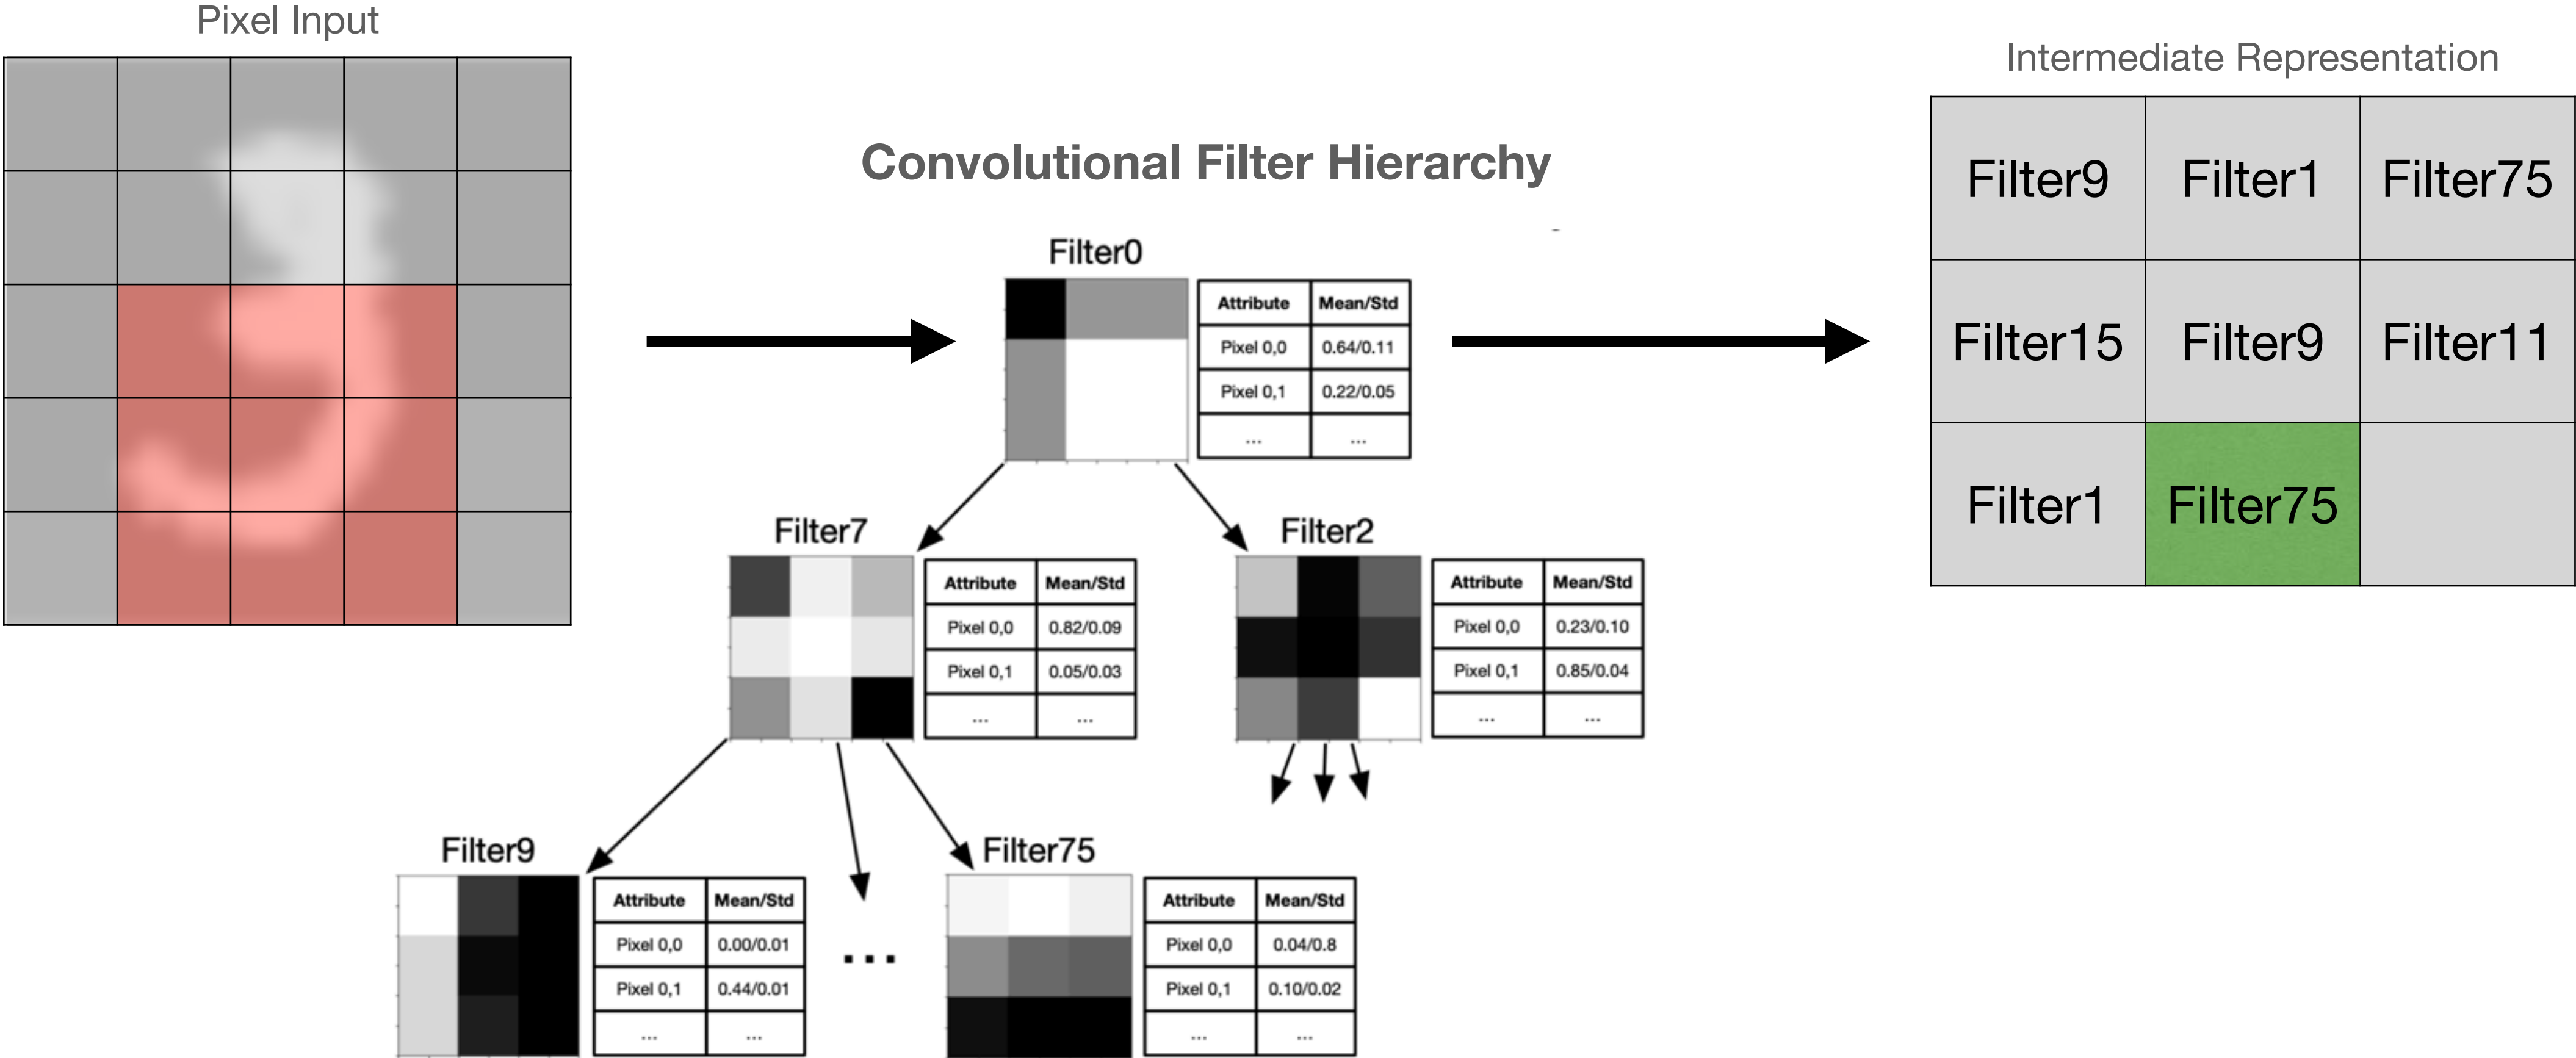 Pixel Input
Intermediate Representation
Convolutional Filter Hierarchy
Filter9 Filter1 Filter75
Filter15 Filter9 Filter11
Filter1 Filter75
Filter0
Attribute Mean/Std
Pixel 0,0 0.64/0.11
Pixel 0,1 0.22/0.05
... ...
Filter7
Attribute Mean/Std
Pixel 0,0 0.82/0.09
Pixel 0,1 0.05/0.03
... ...
Filter2
Attribute Mean/Std
Pixel 0,0 0.23/0.10
Pixel 0,1 0.85/0.04
... ...
Filter9
Attribute Mean/Std
Pixel 0,0 0.00/0.01
Pixel 0,1 0.44/0.01
... ...
...
Filter75
Attribute Mean/Std
Pixel 0,0 0.04/0.8
Pixel 0,1 0.10/0.02
... ...